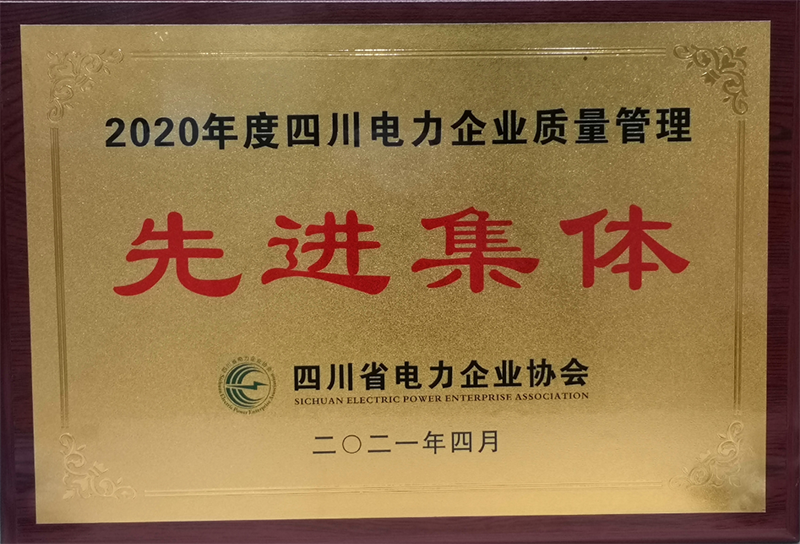 2020年度四川电力企业质量管理
先进集体
四川省电力企业协会
SICHUAN ELECTRIC POWER ENTERPRISE ASSOCIATION
二〇二一年四月